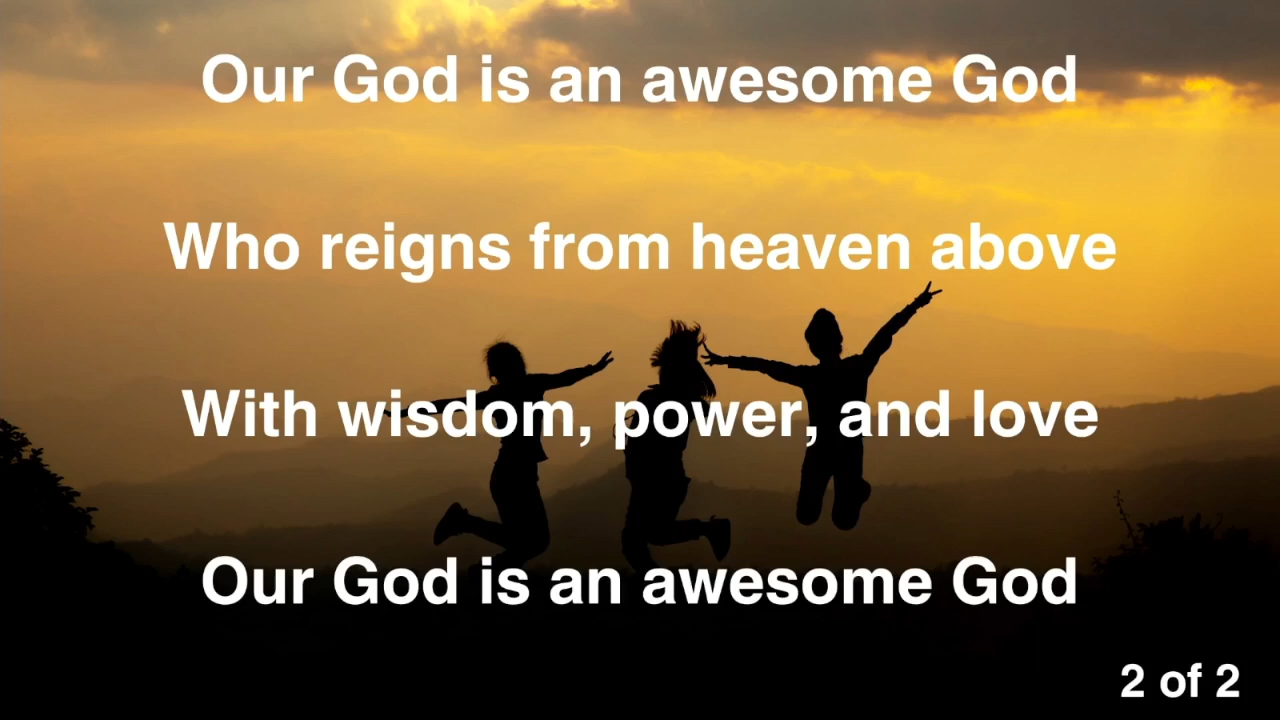 Our God is an awesome God
Who reigns from heaven above
With wisdom, power, and love
Our God is an awesome God
2 of 2